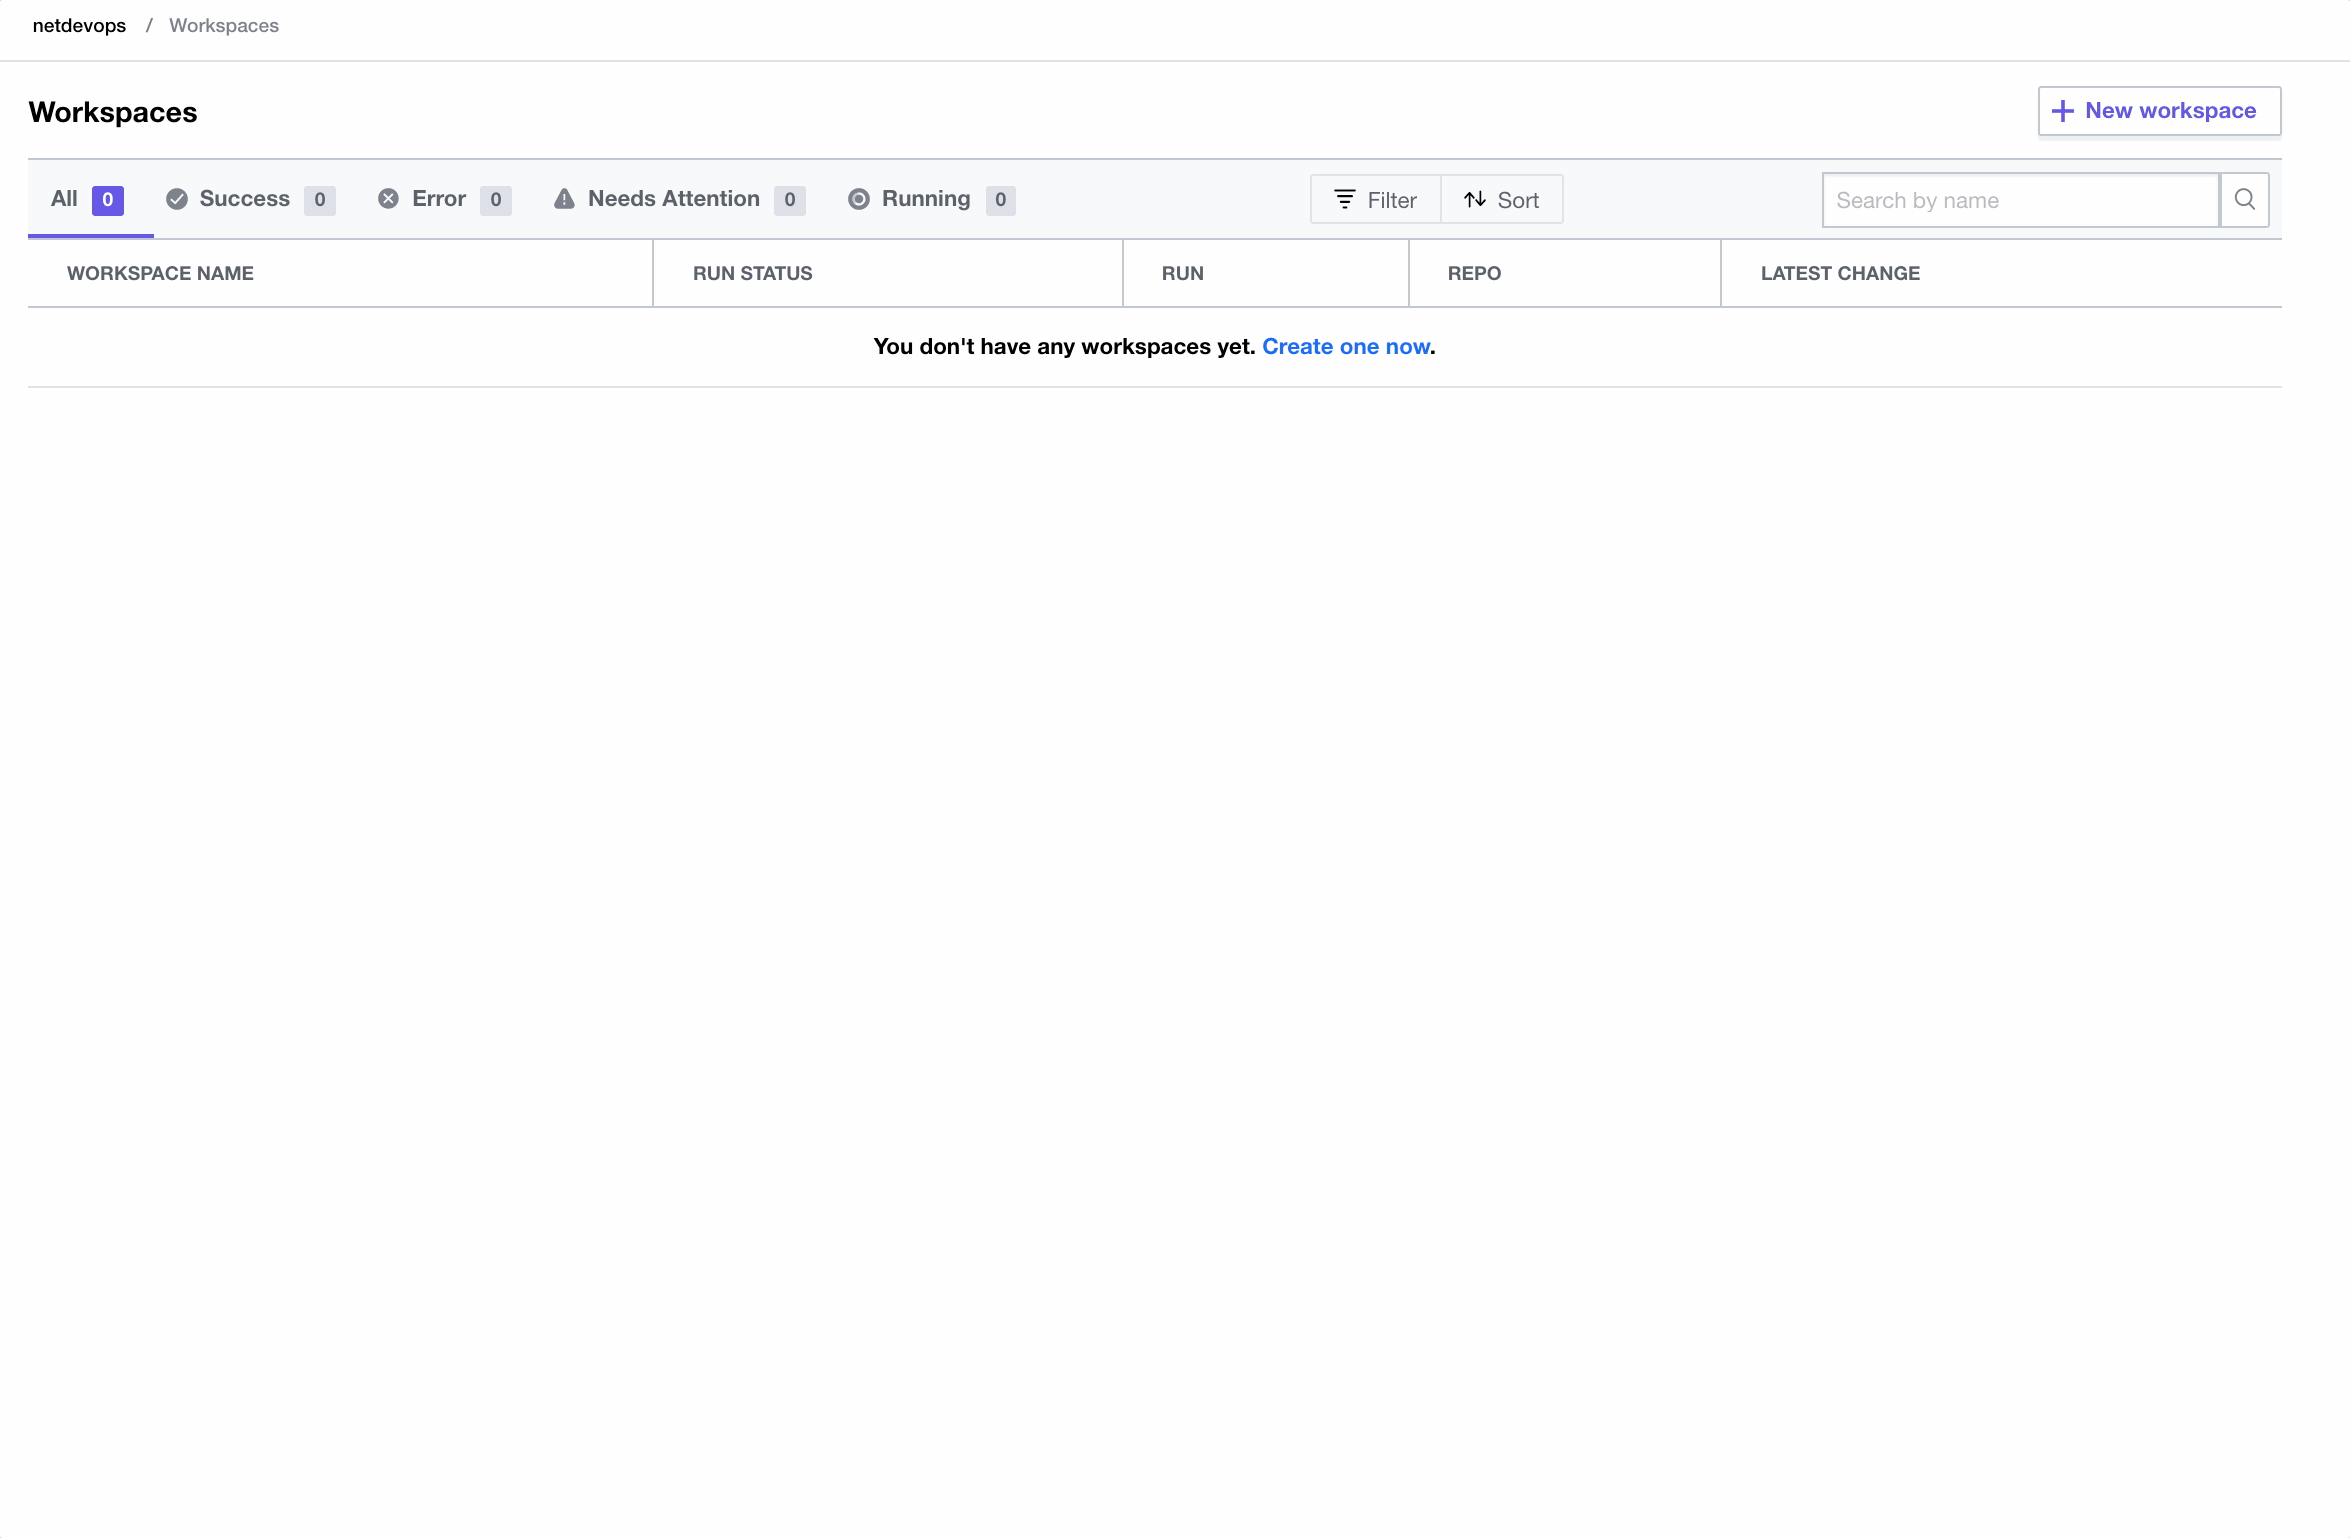 netdevops / Workspaces
Workspaces
New workspace
All 0 Success 0 Error 0 Needs Attention 0 Running 0 Filter Sort Search by name
WORKSPACE NAME RUN STATUS RUN REPO LATEST CHANGE
You don't have any workspaces yet. Create one now.